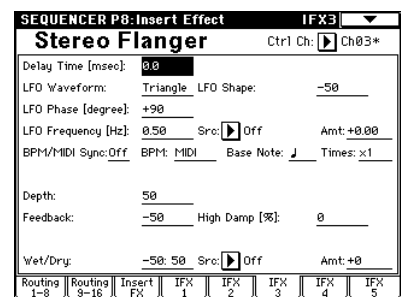 SEQUENCER P8:Insert Effect IFX3
Stereo Flanger Ctrl Ch: Ch03*
Delay Time [msec]: 0.0
LFO Waveform: Triangle LFO Shape: -50
LFO Phase [degree]: +90
LFO Frequency [Hz]: 0.50 Src: Off Amt: +0.00
BPM/MIDI Sync: Off BPM: MIDI Base Note: ♩ Times: x1
Depth: 50
Feedback: -50 High Damp [%]: 0
Wet/Dry: -50: 50 Src: Off Amt: +0
Routing 1-8 Routing 9-16 Insert FX IFX 1 IFX 2 IFX 3 IFX 4 IFX 5